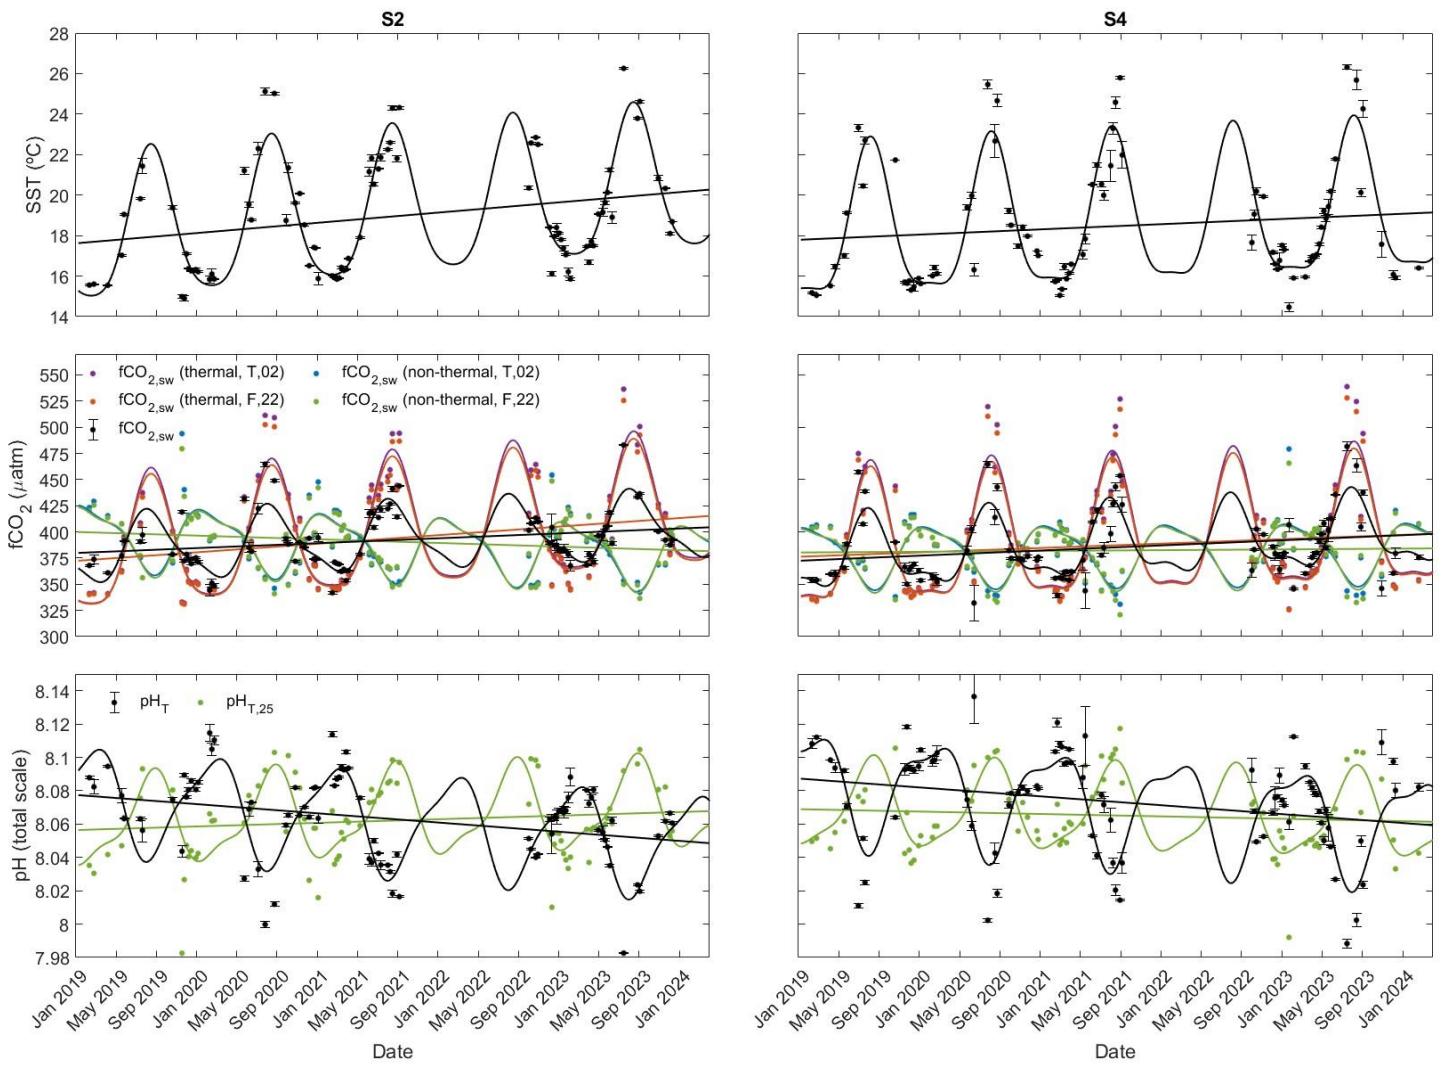 S2
S4
28
26
24
22
20
18
16
14
SST (ºC)
550
525
500
475
450
425
400
375
350
325
300
fCO2 (μatm)
fCO2,sw (thermal, T,02)
fCO2,sw (non-thermal, T,02)
fCO2,sw (thermal, F,22)
fCO2,sw (non-thermal, F,22)
fCO2,sw
8.14
8.12
8.1
8.08
8.06
8.04
8.02
8
7.98
pH (total scale)
pHT
pHT,25
Jan 2019
May 2019
Sep 2019
Jan 2020
May 2020
Sep 2020
Jan 2021
May 2021
Sep 2021
Jan 2022
May 2022
Sep 2022
Jan 2023
May 2023
Sep 2023
Jan 2024
Date
Jan 2019
May 2019
Sep 2019
Jan 2020
May 2020
Sep 2020
Jan 2021
May 2021
Sep 2021
Jan 2022
May 2022
Sep 2022
Jan 2023
May 2023
Sep 2023
Jan 2024
Date